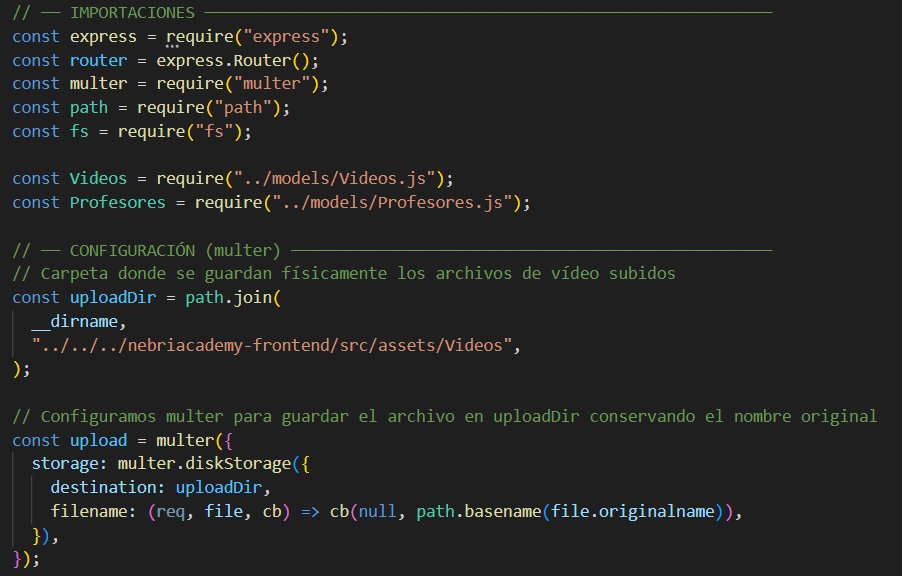 // ── IMPORTACIONES ───────────────────────────────────────────────────────────
const express = require("express");
const router = express.Router();
const multer = require("multer");
const path = require("path");
const fs = require("fs");
const Videos = require("../models/Videos.js");
const Profesores = require("../models/Profesores.js");
// ── CONFIGURACIÓN (multer) ──────────────────────────────────────────────────
// Carpeta donde se guardan físicamente los archivos de vídeo subidos
const uploadDir = path.join(
  __dirname,
  "../../../nebriacademy-frontend/src/assets/Videos",
);
// Configuramos multer para guardar el archivo en uploadDir conservando el nombre original
const upload = multer({
  storage: multer.diskStorage({
    destination: uploadDir,
    filename: (req, file, cb) => cb(null, path.basename(file.originalname)),
  }),
});